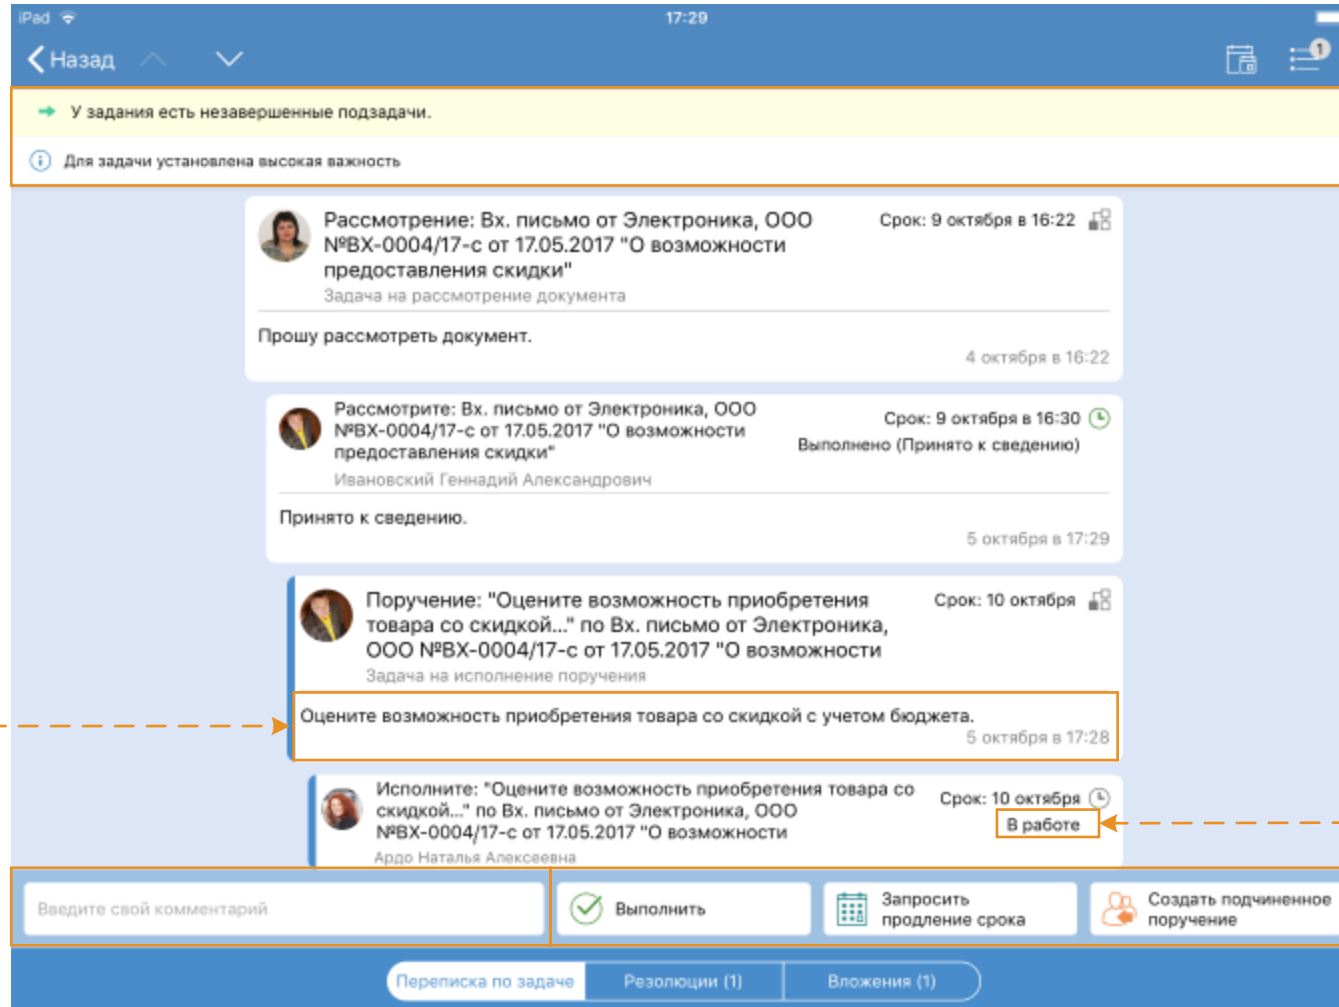 iPad
17:29
Назад
1
У задания есть незавершенные подзадачи.
Для задачи установлена высокая важность
Рассмотрение: Вх. письмо от Электроника, ООО
№ВХ-0004/17-с от 17.05.2017 "О возможности
предоставления скидки"
Срок: 9 октября в 16:22
Задача на рассмотрение документа
Прошу рассмотреть документ.
4 октября в 16:22
Рассмотрите: Вх. письмо от Электроника, ООО
№ВХ-0004/17-с от 17.05.2017 "О возможности
предоставления скидки"
Срок: 9 октября в 16:30
Выполнено (Принято к сведению)
Ивановский Геннадий Александрович
Принято к сведению.
5 октября в 17:29
Поручение: "Оцените возможность приобретения
товара со скидкой..." по Вх. письмо от Электроника,
ООО №ВХ-0004/17-с от 17.05.2017 "О возможности
Срок: 10 октября
Задача на исполнение поручения
Оцените возможность приобретения товара со скидкой с учетом бюджета.
5 октября в 17:28
Исполните: "Оцените возможность приобретения товара со
скидкой..." по Вх. письмо от Электроника, ООО
№ВХ-0004/17-с от 17.05.2017 "О возможности
Срок: 10 октября
В работе
Ардо Наталья Алексеевна
Введите свой комментарий
Выполнить
Запросить
продление срока
Создать подчиненное
поручение
Переписка по задаче
Резолюции (1)
Вложения (1)